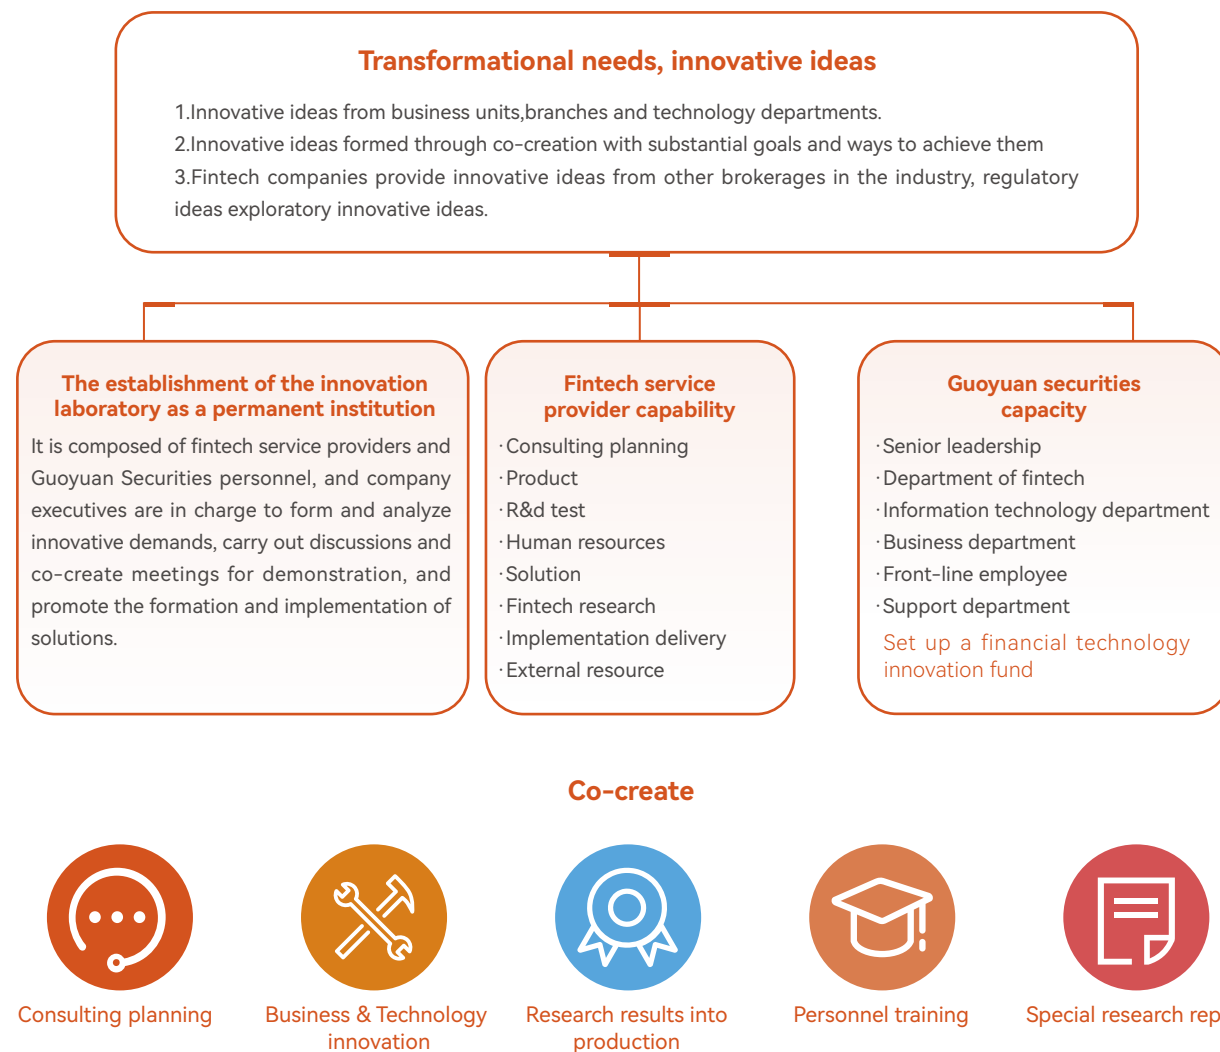 Transformational needs, innovative ideas
1.Innovative ideas from business units,branches and technology departments.
2.Innovative ideas formed through co-creation with substantial goals and ways to achieve them
3.Fintech companies provide innovative ideas from other brokerages in the industry, regulatory
ideas exploratory innovative ideas.
The establishment of the innovation
laboratory as a permanent institution
It is composed of fintech service providers and
Guoyuan Securities personnel, and company
executives are in charge to form and analyze
innovative demands, carry out discussions and
co-create meetings for demonstration, and
promote the formation and implementation of
solutions.
Fintech service
provider capability
·Consulting planning
·Product
·R&d test
·Human resources
·Solution
·Fintech research
·Implementation delivery
·External resource
Guoyuan securities
capacity
·Senior leadership
·Department of fintech
·Information technology department
·Business department
·Front-line employee
·Support department
Set up a financial technology
innovation fund
Co-create
Consulting planning
Business & Technology
innovation
Research results into
production
Personnel training
Special research